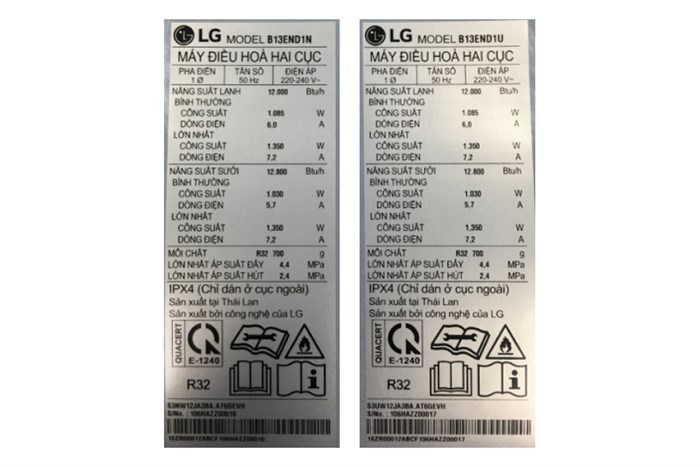 LG MODEL B13END1N
MÁY ĐIỀU HOÀ HAI CỤC
PHA ĐIỆN TẦN SỐ ĐIỆN ÁP
1 Ø 50 Hz 220-240 V~
NĂNG SUẤT LẠNH 12.000 Btu/h
BÌNH THƯỜNG
CÔNG SUẤT 1.085 W
DÒNG ĐIỆN 6,0 A
LỚN NHẤT
CÔNG SUẤT 1.350 W
DÒNG ĐIỆN 7,2 A
NĂNG SUẤT SƯỞI 12.800 Btu/h
BÌNH THƯỜNG
CÔNG SUẤT 1.030 W
DÒNG ĐIỆN 5.7 A
LỚN NHẤT
CÔNG SUẤT 1,350 W
DÒNG ĐIỆN 7,2 A
MÔI CHẤT R32 700 g
LỚN NHẤT ÁP SUẤT ĐẨY 4,4 MPa
LỚN NHẤT ÁP SUẤT HÚT 2,4 MPa
IPX4 (Chỉ dán ở cục ngoài)
Sản xuất tại Thái Lan
Sản xuất bởi công nghệ của LG
QUACERT
E-1240
R32
S3NW12JA3BA.AT6GEVH
S/No. : 106HAZZ00016
16ZR60012ABCF106HAZZ00016
LG MODEL B13END1U
MÁY ĐIỀU HOÀ HAI CỤC
PHA ĐIỆN TẦN SỐ ĐIỆN ÁP
1 Ø 50 Hz 220-240 V~
NĂNG SUẤT LẠNH 12.000 Btu/h
BÌNH THƯỜNG
CÔNG SUẤT 1.085 W
DÒNG ĐIỆN 6,0 A
LỚN NHẤT
CÔNG SUẤT 1.350 W
DÒNG ĐIỆN 7,2 A
NĂNG SUẤT SƯỞI 12.800 Btu/h
BÌNH THƯỜNG
CÔNG SUẤT 1.030 W
DÒNG ĐIỆN 5.7 A
LỚN NHẤT
CÔNG SUẤT 1,350 W
DÒNG ĐIỆN 7,2 A
MÔI CHẤT R32 700 g
LỚN NHẤT ÁP SUẤT ĐẨY 4,4 MPa
LỚN NHẤT ÁP SUẤT HÚT 2,4 MPa
IPX4 (Chỉ dán ở cục ngoài)
Sản xuất tại Thái Lan
Sản xuất bởi công nghệ của LG
QUACERT
E-1240
R32
S3UW12JA3BA.AT6GEVH
S/No. : 106HAZZ00017
16ZR60012ABCF106HAZZ00017